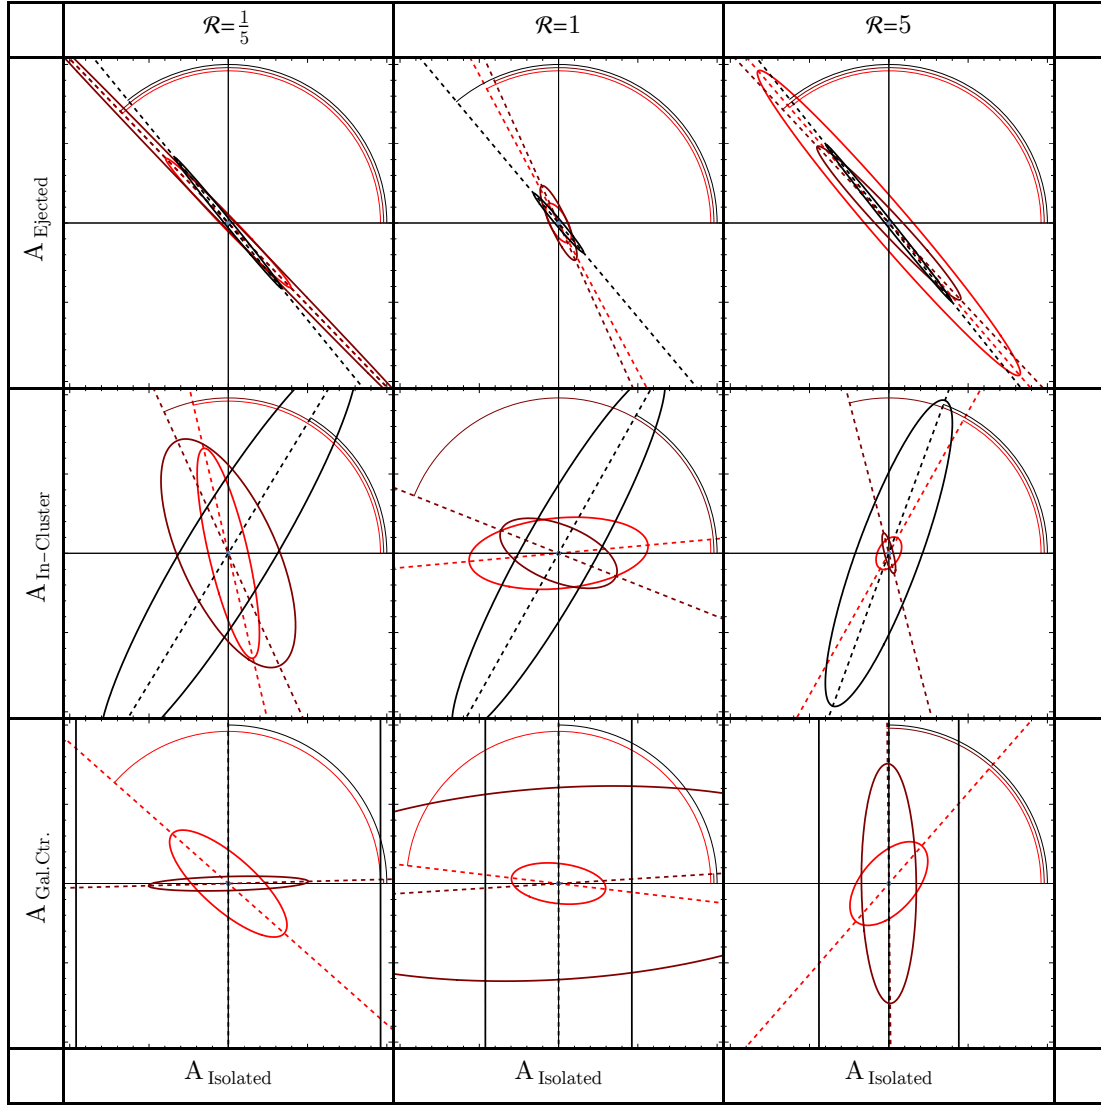 ℛ=1/5
ℛ=1
ℛ=5
A Ejected
A In−Cluster
A Gal.Ctr.
A Isolated
A Isolated
A Isolated